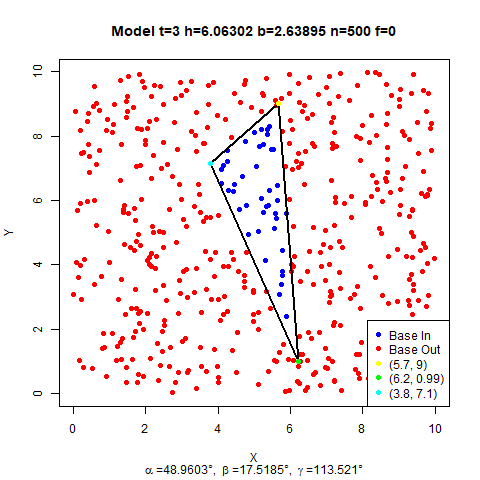 Model t=3 h=6.06302 b=2.63895 n=500 f=0
10
8
6
4
2
0
Y
Base In
Base Out
(5.7, 9)
(6.2, 0.99)
(3.8, 7.1)
0 2 4 6 8 10
X
α=48.9603°, β=17.5185°, γ=113.521°